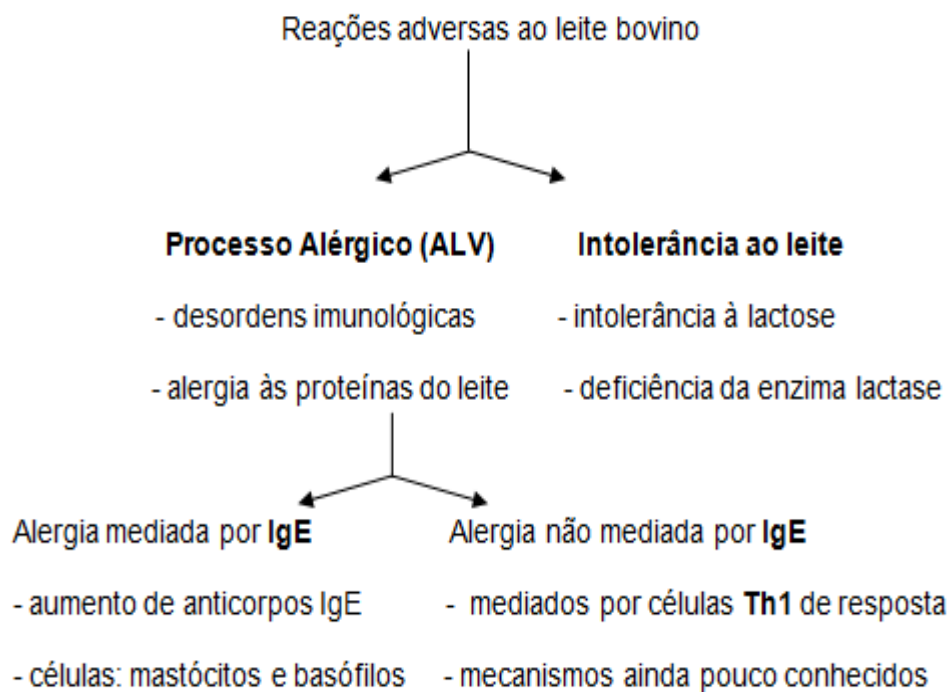 Reações adversas ao leite bovino
Processo Alérgico (ALV) Intolerância ao leite
- desordens imunológicas - intolerância à lactose
- alergia às proteínas do leite - deficiência da enzima lactase
Alergia mediada por IgE Alergia não mediada por IgE
- aumento de anticorpos IgE - mediados por células Th1 de resposta
- células: mastócitos e basófilos - mecanismos ainda pouco conhecidos